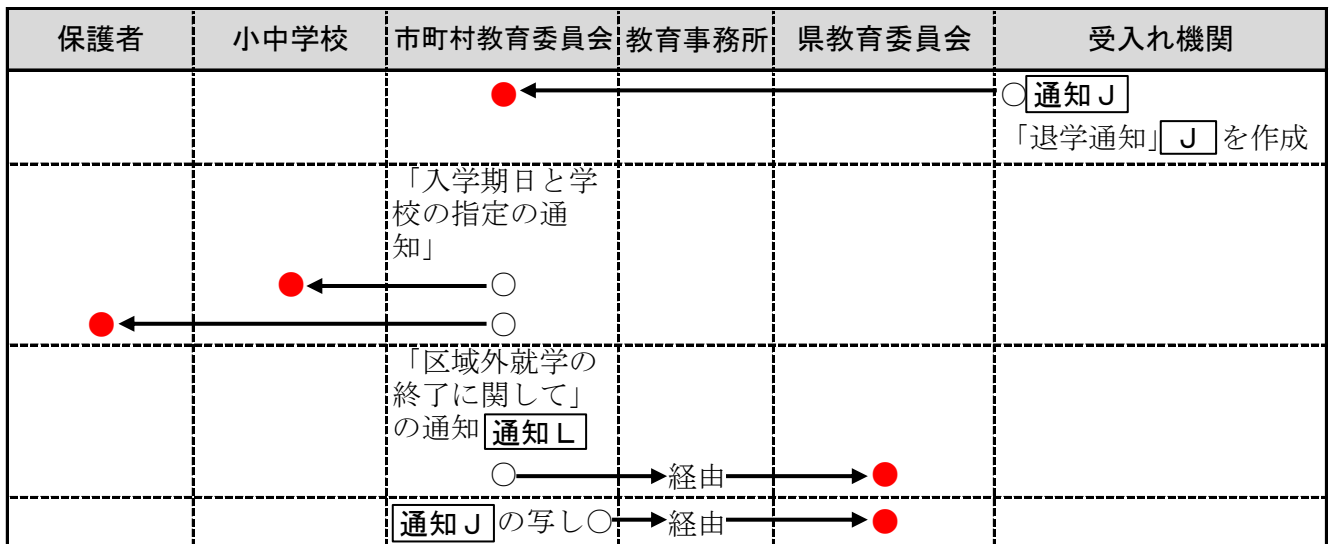 保護者 小中学校 市町村教育委員会 教育事務所 県教育委員会 受入れ機関
○通知J
「退学通知」 J を作成
「入学期日と学
校の指定の通
知」
○
○
「区域外就学の
終了に関して」
の通知 通知L
○ 経由
通知J の写し○ 経由